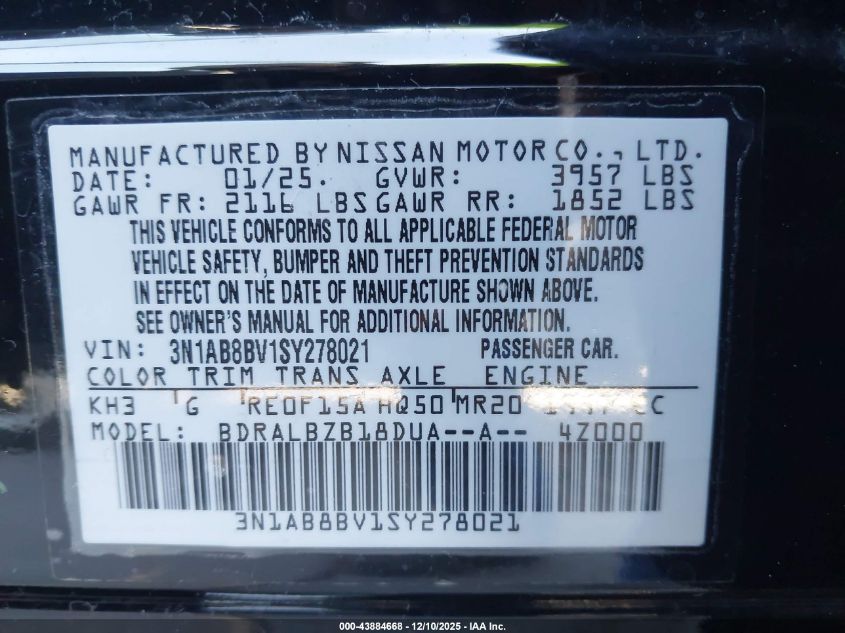 MANUFACTURED BY NISSAN MOTOR CO., LTD.
DATE: 01/25. GVWR: 3957 LBS
GAWR FR: 2116 LBS GAWR RR: 1852 LBS
THIS VEHICLE CONFORMS TO ALL APPLICABLE FEDERAL MOTOR
VEHICLE SAFETY, BUMPER AND THEFT PREVENTION STANDARDS
IN EFFECT ON THE DATE OF MANUFACTURE SHOWN ABOVE.
SEE OWNER'S MANUAL FOR ADDITIONAL INFORMATION.
VIN: 3N1AB8BV1SY278021 PASSENGER CAR.
COLOR TRIM TRANS AXLE ENGINE
KH3 G RE0F15A HQ50 MR20 CC
MODEL: BDRALBZB18DUA--A-- 4Z000
3N1AB8BV1SY278021
000-43884668 - 12/10/2025 - IAA Inc.